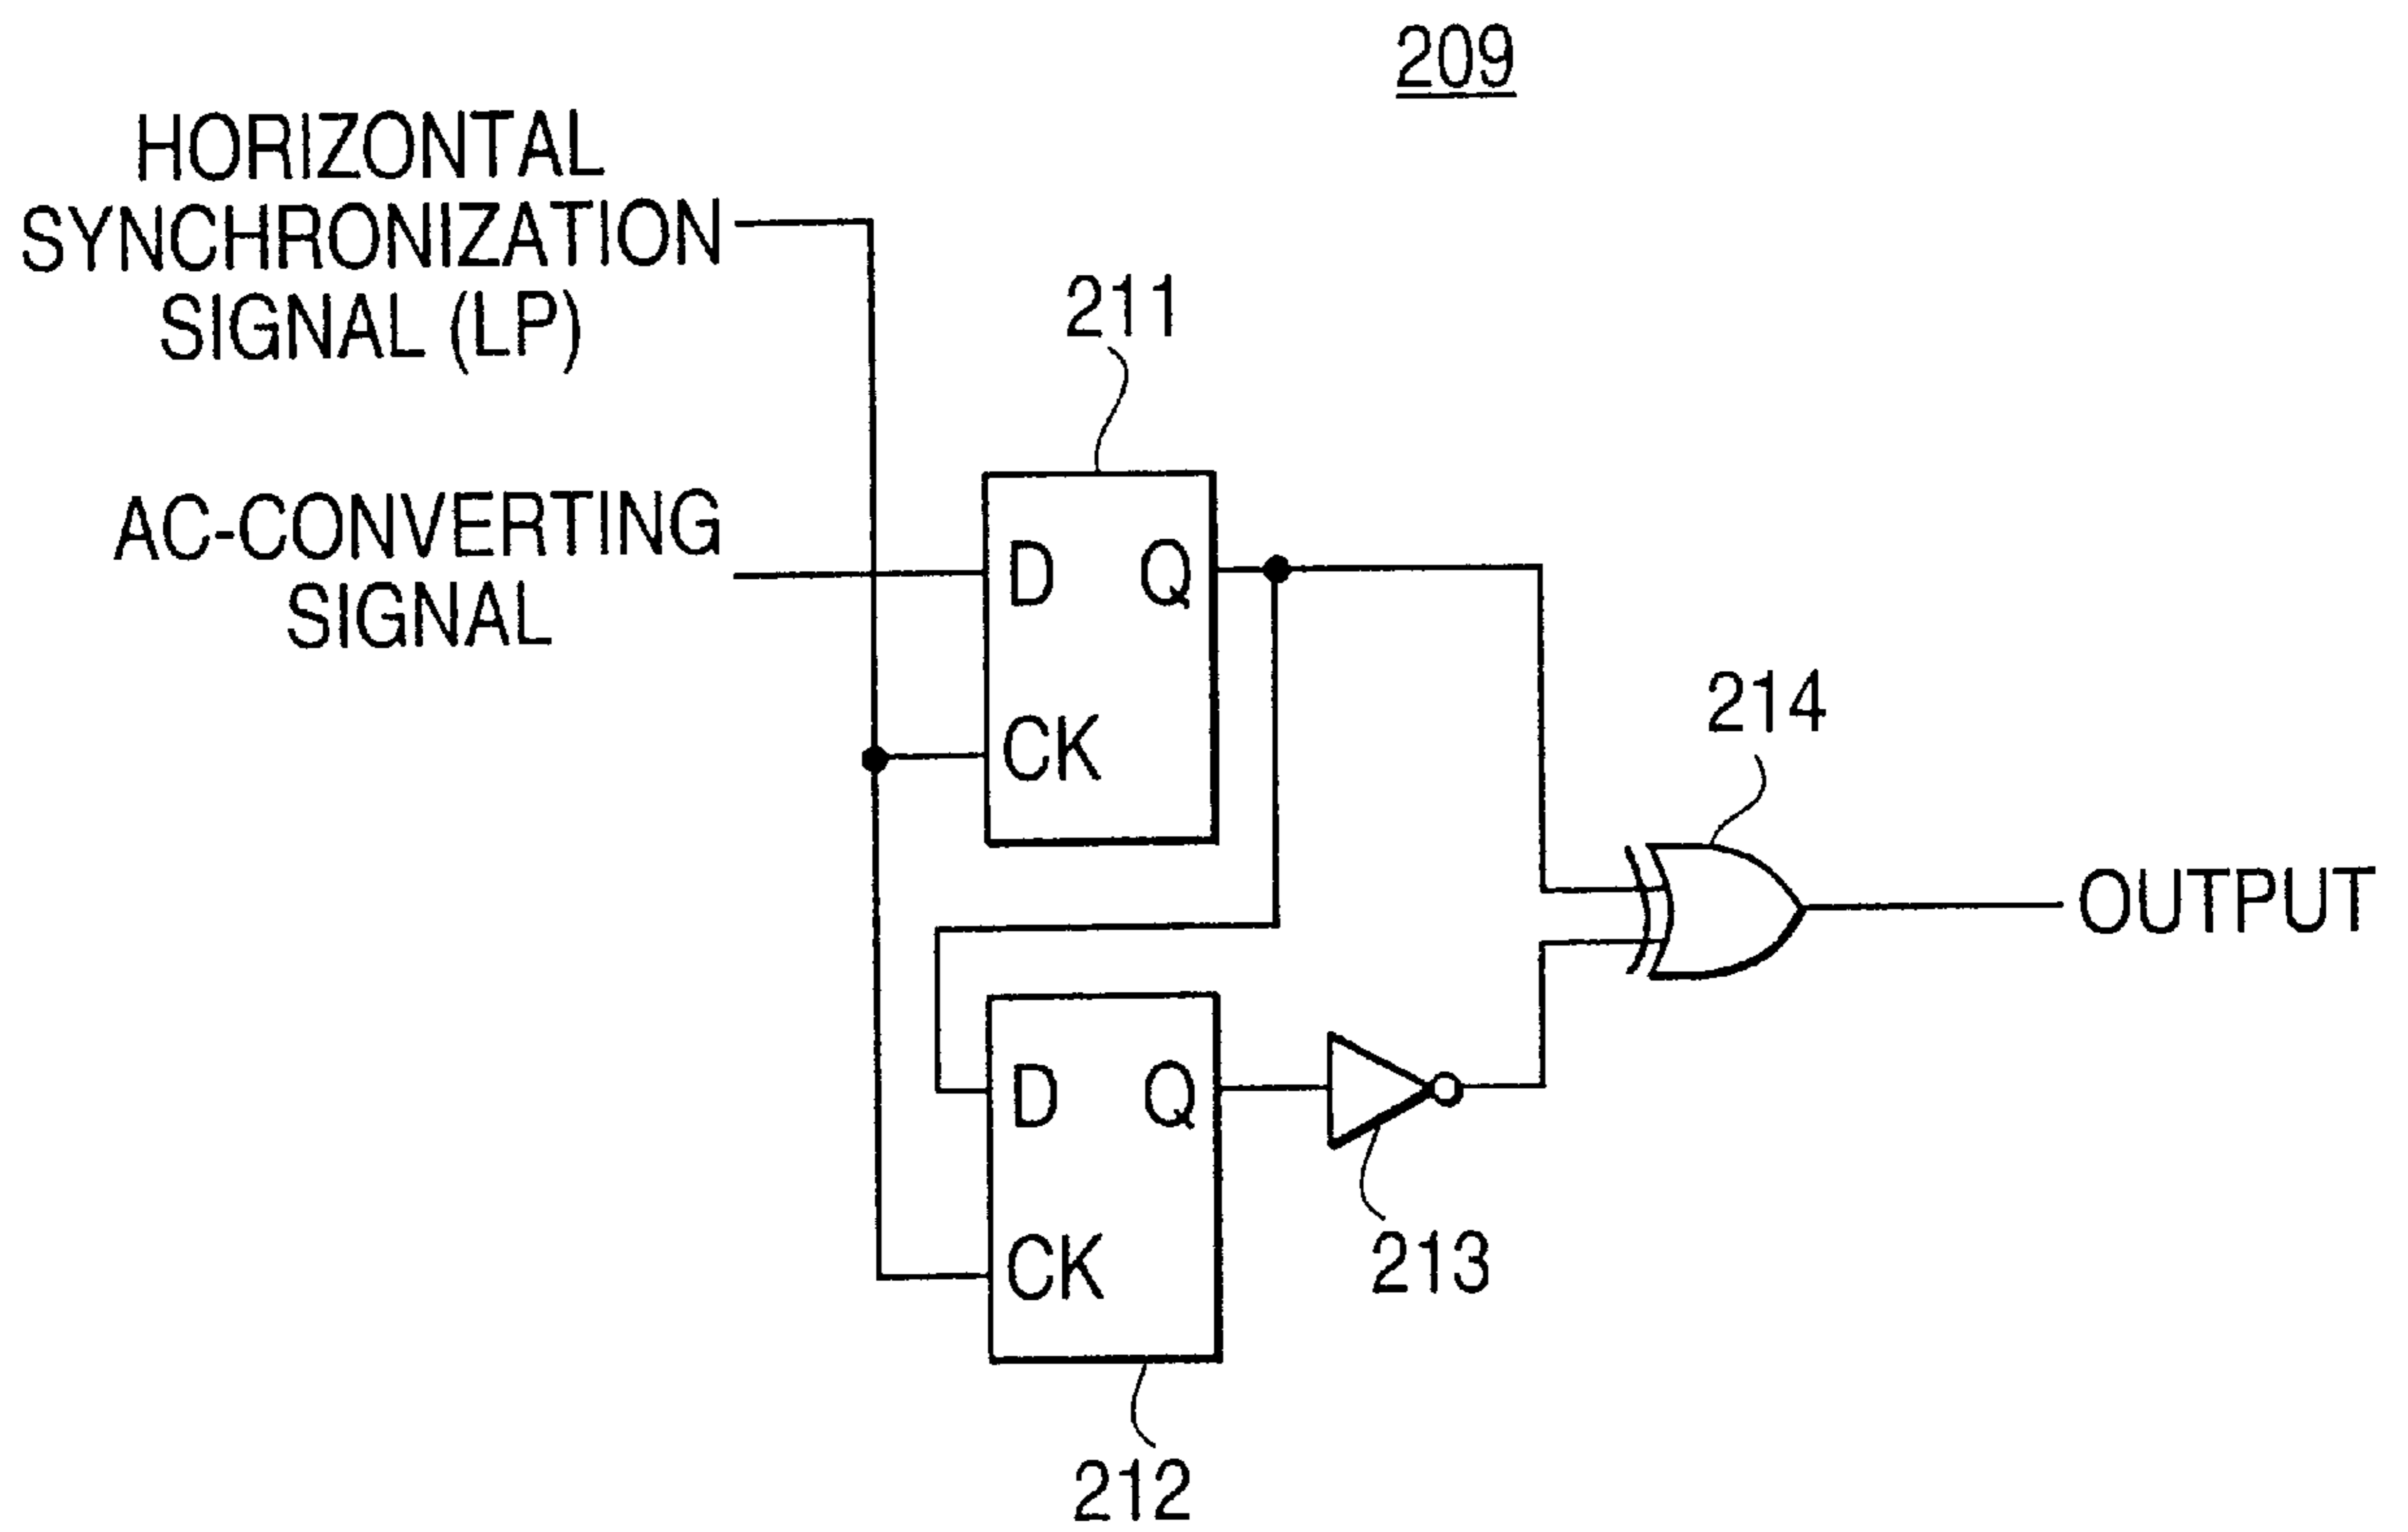 209
HORIZONTAL
SYNCHRONIZATION
SIGNAL (LP)
211
AC-CONVERTING
SIGNAL
D Q
CK
214
OUTPUT
D Q
CK
213
212